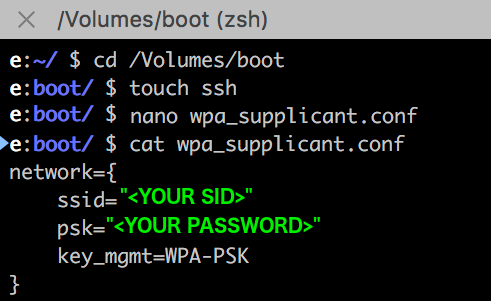 /Volumes/boot (zsh)
e:~/ $ cd /Volumes/boot
e:boot/ $ touch ssh
e:boot/ $ nano wpa_supplicant.conf
e:boot/ $ cat wpa_supplicant.conf
network={
    ssid="<YOUR SID>"
    psk="<YOUR PASSWORD>"
    key_mgmt=WPA-PSK
}